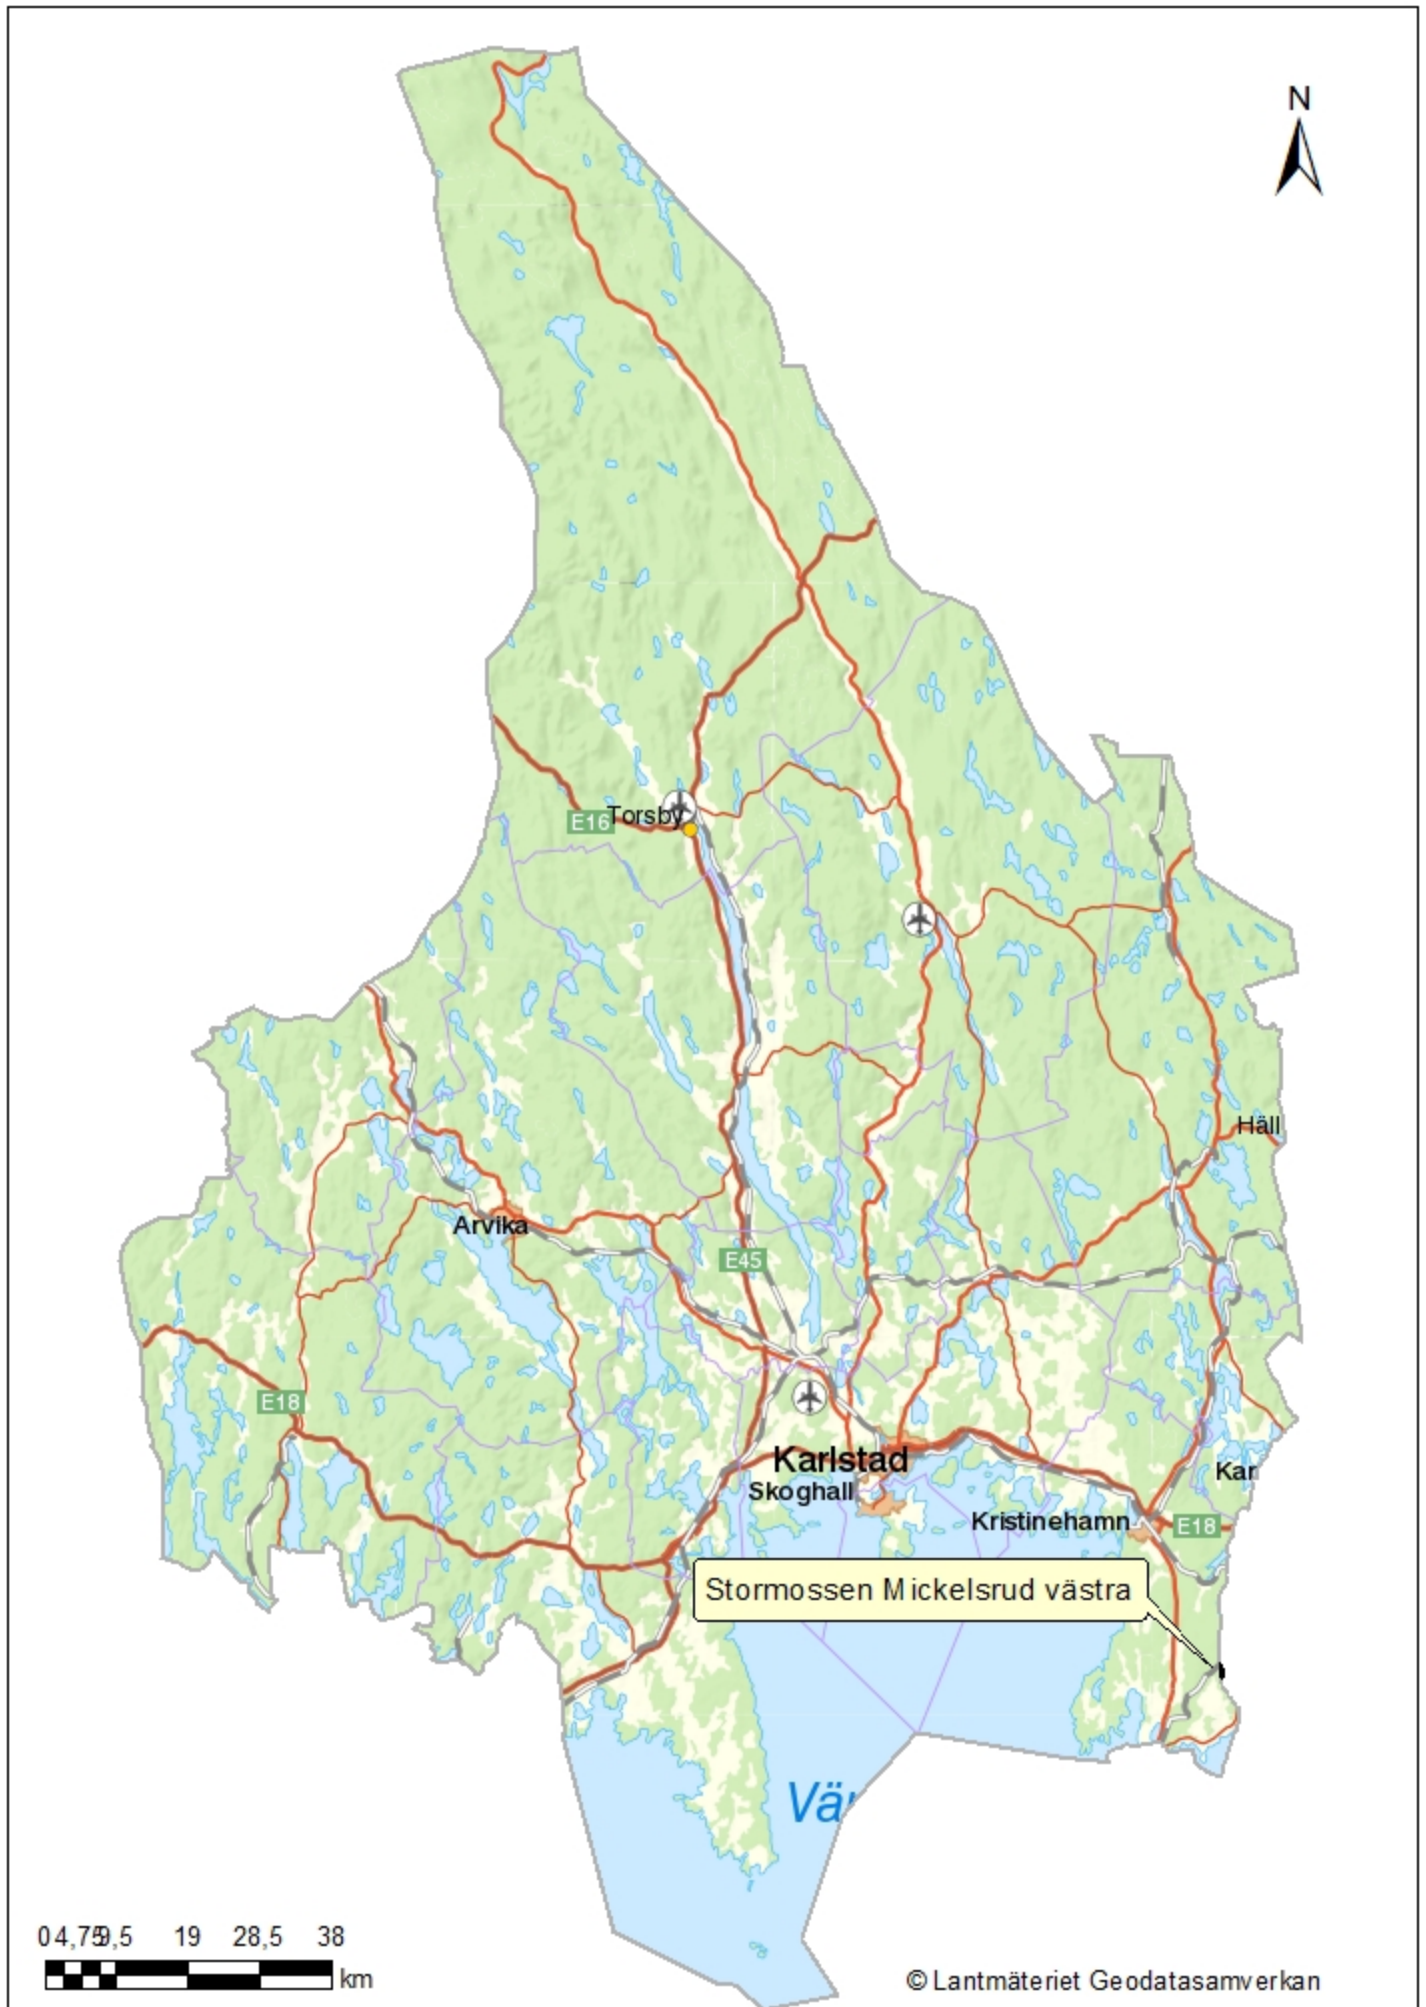 N
Torsby
E16
Häll
Arvika
E45
E18
Karlstad
Skoghall
Kar
Kristinehamn
E18
Stormossen Mickelsrud västra
Vä
0 4,75 9,5 19 28,5 38
km
© Lantmäteriet Geodatasamverkan